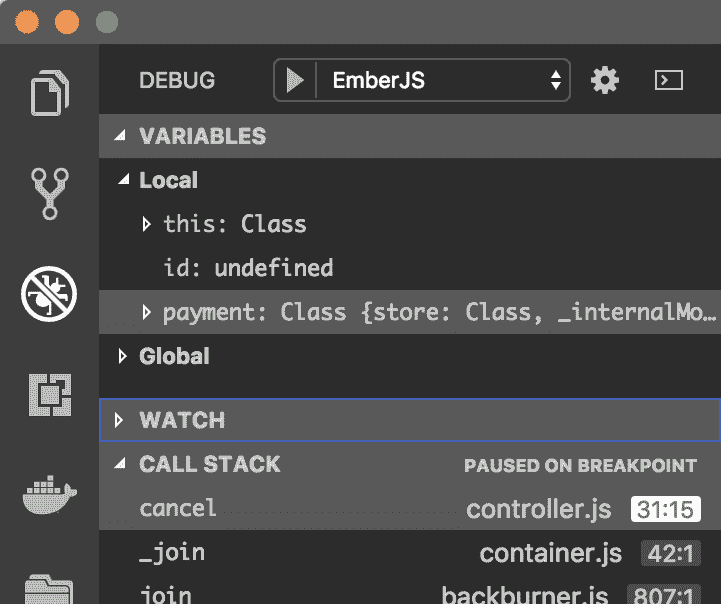 DEBUG EmberJS
VARIABLES
Local
this: Class
id: undefined
payment: Class {store: Class, _internalMo…
Global
WATCH
CALL STACK PAUSED ON BREAKPOINT
cancel controller.js 31:15
_join container.js 42:1
join backburner.js 807:1